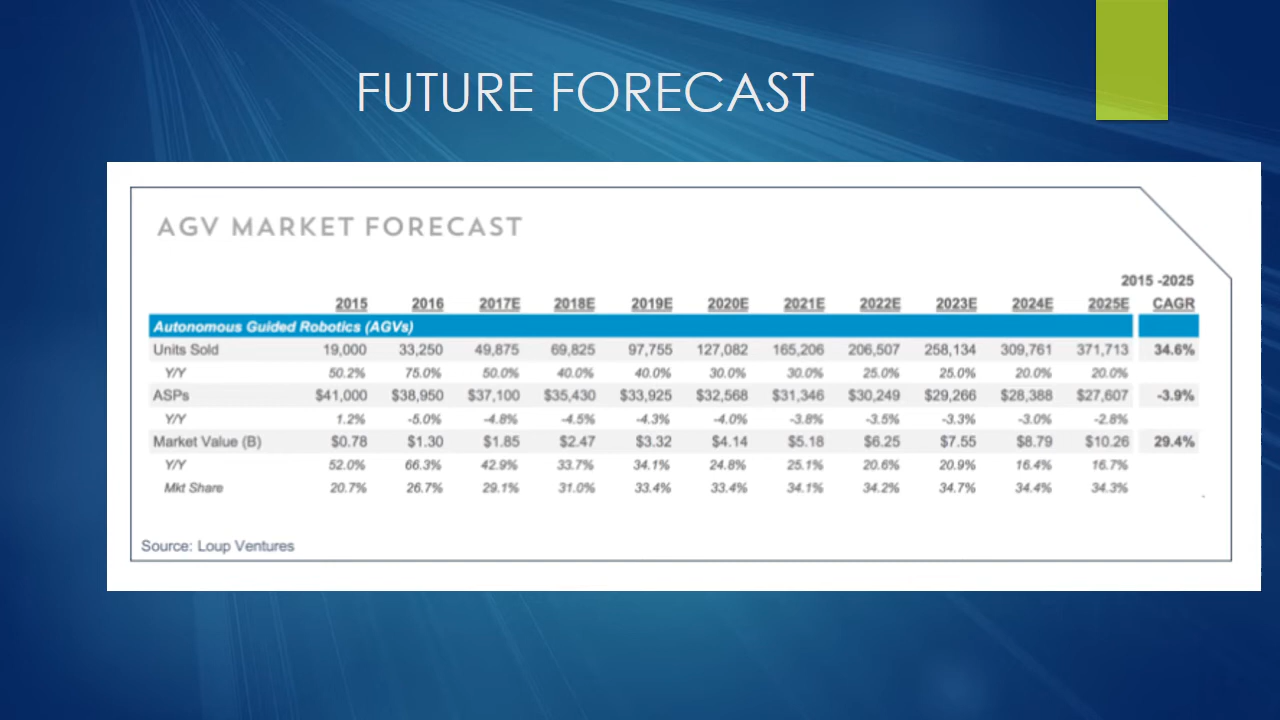 FUTURE FORECAST
AGV MARKET FORECAST
2015 -2025
2015 2016 2017E 2018E 2019E 2020E 2021E 2022E 2023E 2024E 2025E CAGR
Autonomous Guided Robotics (AGVs)
Units Sold 19,000 33,250 49,875 69,825 97,755 127,082 165,206 206,507 258,134 309,761 371,713 34.6%
Y/Y 50.2% 75.0% 50.0% 40.0% 40.0% 30.0% 30.0% 25.0% 25.0% 20.0% 20.0%
ASPs $41,000 $38,950 $37,100 $35,430 $33,925 $32,568 $31,346 $30,249 $29,266 $28,388 $27,607 -3.9%
Y/Y 1.2% -5.0% -4.8% -4.5% -4.3% -4.0% -3.8% -3.5% -3.3% -3.0% -2.8%
Market Value (B) $0.78 $1.30 $1.85 $2.47 $3.32 $4.14 $5.18 $6.25 $7.55 $8.79 $10.26 29.4%
Y/Y 52.0% 66.3% 42.9% 33.7% 34.1% 24.8% 25.1% 20.6% 20.9% 16.4% 16.7%
Mkt Share 20.7% 26.7% 29.1% 31.0% 33.4% 33.4% 34.1% 34.2% 34.7% 34.4% 34.3%
Source: Loup Ventures